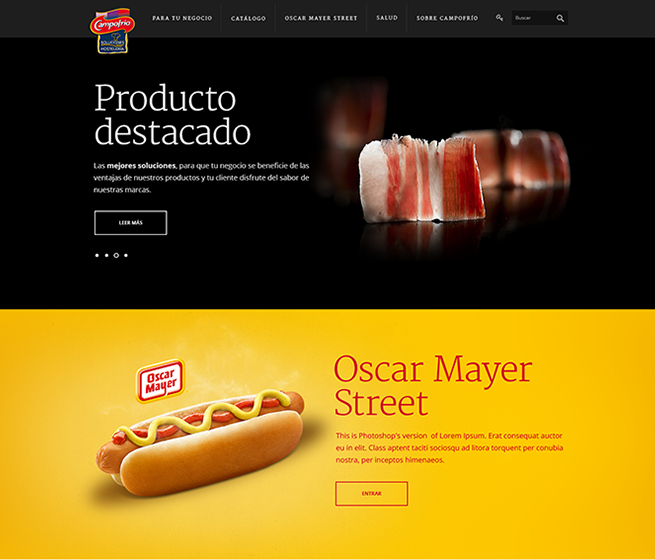 Campofrío
SOLUCIONES
HOSTELERÍA
PARA TU NEGOCIO
CATÁLOGO
OSCAR MAYER STREET
SALUD
SOBRE CAMPOFRÍO
Buscar
Producto
destacado
Las mejores soluciones, para que tu negocio se beneficie de las
ventajas de nuestros productos y tu cliente disfrute del sabor de
nuestras marcas.
LEER MÁS
Oscar
Mayer
Oscar Mayer
Street
This is Photoshop's version of Lorem Ipsum. Erat consequat auctor
eu in elit. Class aptent taciti sociosqu ad litora torquent per conubia
nostra, per inceptos himenaeos.
ENTRAR